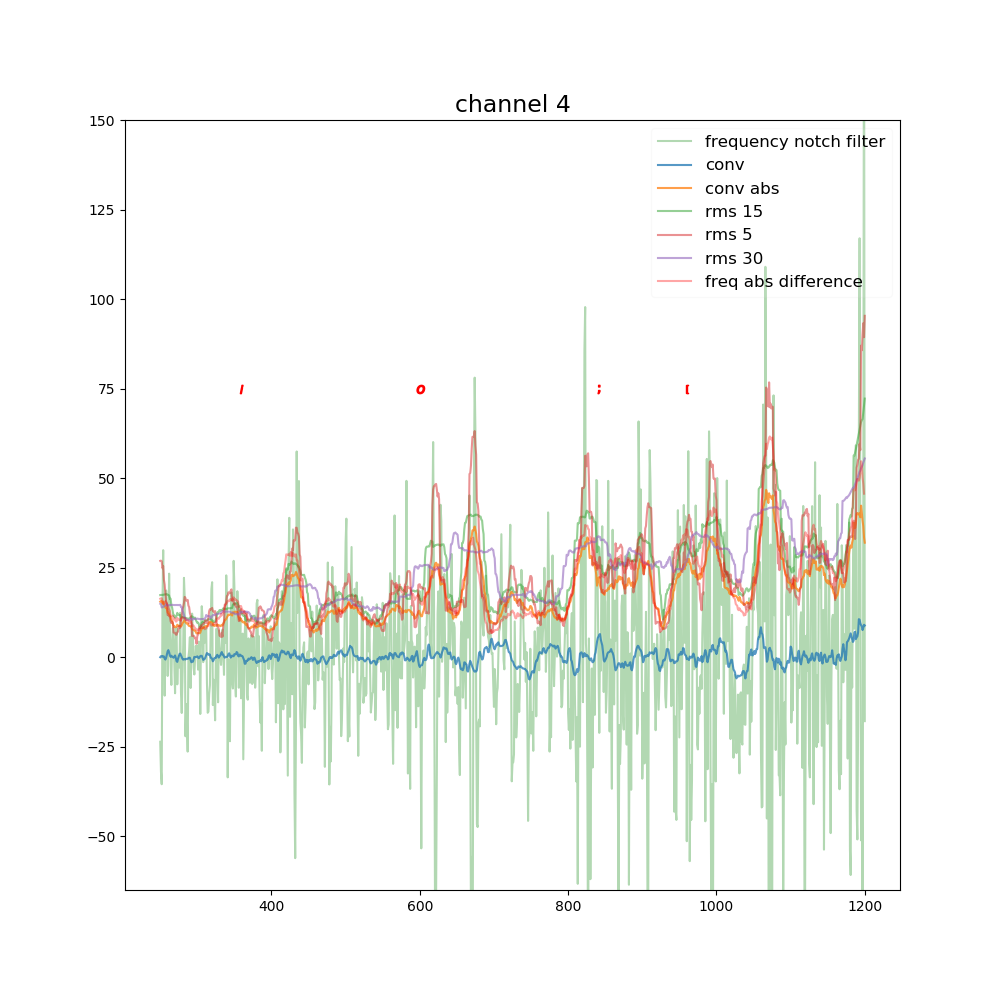 channel 4
150
125
100
75
50
25
0
−25
−50
frequency notch filter
conv
conv abs
rms 15
rms 5
rms 30
freq abs difference
400
600
800
1000
1200